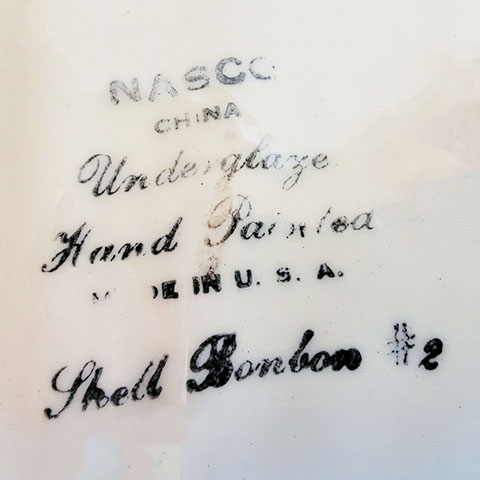 NASCO
CHINA
Underglaze
Hand Painted
MADE IN U. S. A.
Shell Bonbon #2